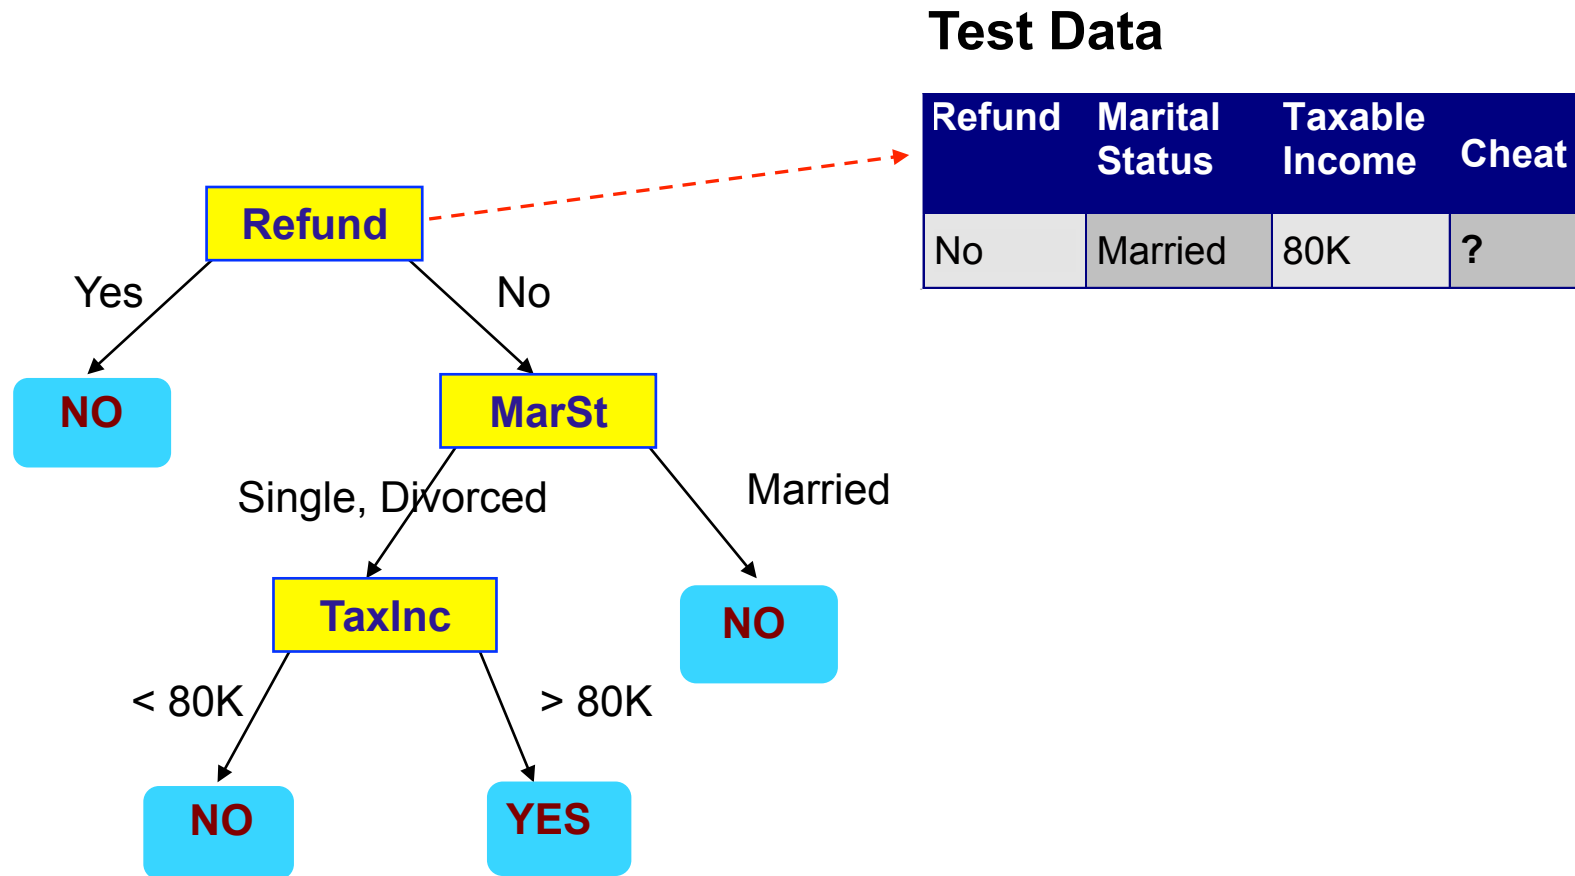 Test Data
Refund
Marital
Status
Taxable
Income
Cheat
No
Married
80K
?
Refund
Yes
No
NO
MarSt
Single, Divorced
Married
TaxInc
NO
< 80K
> 80K
NO
YES